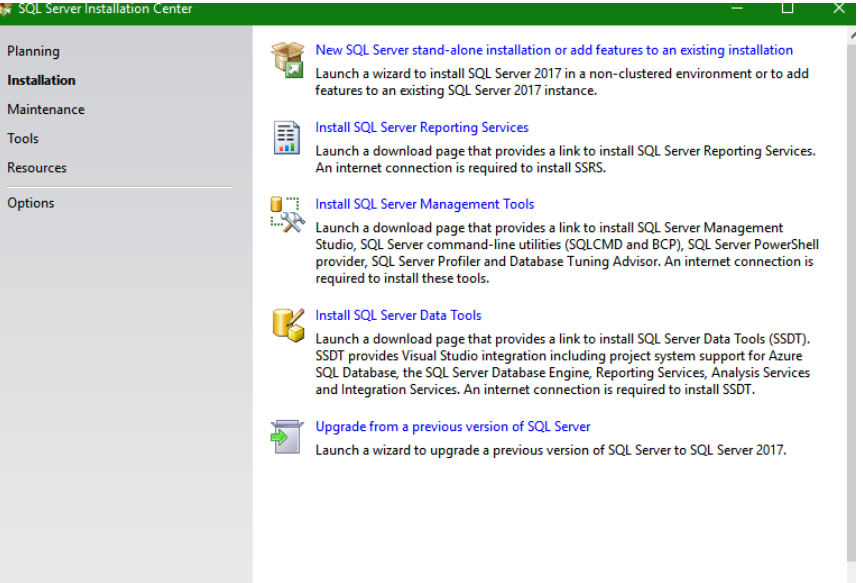 SQL Server Installation Center
Planning
Installation
Maintenance
Tools
Resources
Options
New SQL Server stand-alone installation or add features to an existing installation
Launch a wizard to install SQL Server 2017 in a non-clustered environment or to add
features to an existing SQL Server 2017 instance.
Install SQL Server Reporting Services
Launch a download page that provides a link to install SQL Server Reporting Services.
An internet connection is required to install SSRS.
Install SQL Server Management Tools
Launch a download page that provides a link to install SQL Server Management
Studio, SQL Server command-line utilities (SQLCMD and BCP), SQL Server PowerShell
provider, SQL Server Profiler and Database Tuning Advisor. An internet connection is
required to install these tools.
Install SQL Server Data Tools
Launch a download page that provides a link to install SQL Server Data Tools (SSDT).
SSDT provides Visual Studio integration including project system support for Azure
SQL Database, the SQL Server Database Engine, Reporting Services, Analysis Services
and Integration Services. An internet connection is required to install SSDT.
Upgrade from a previous version of SQL Server
Launch a wizard to upgrade a previous version of SQL Server to SQL Server 2017.